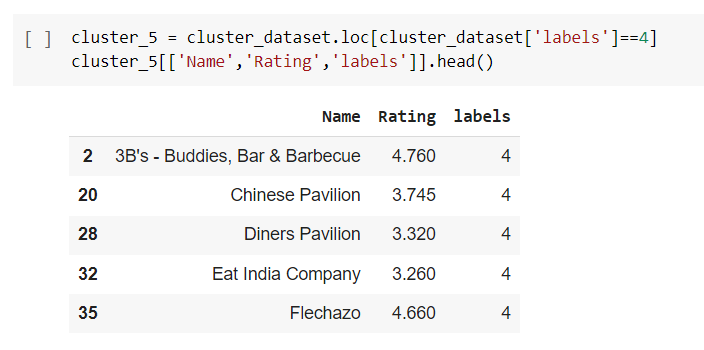 [ ] cluster_5 = cluster_dataset.loc[cluster_dataset['labels']==4]
cluster_5[['Name','Rating','labels']].head()
Name Rating labels
2 3B's - Buddies, Bar & Barbecue 4.760 4
20 Chinese Pavilion 3.745 4
28 Diners Pavilion 3.320 4
32 Eat India Company 3.260 4
35 Flechazo 4.660 4